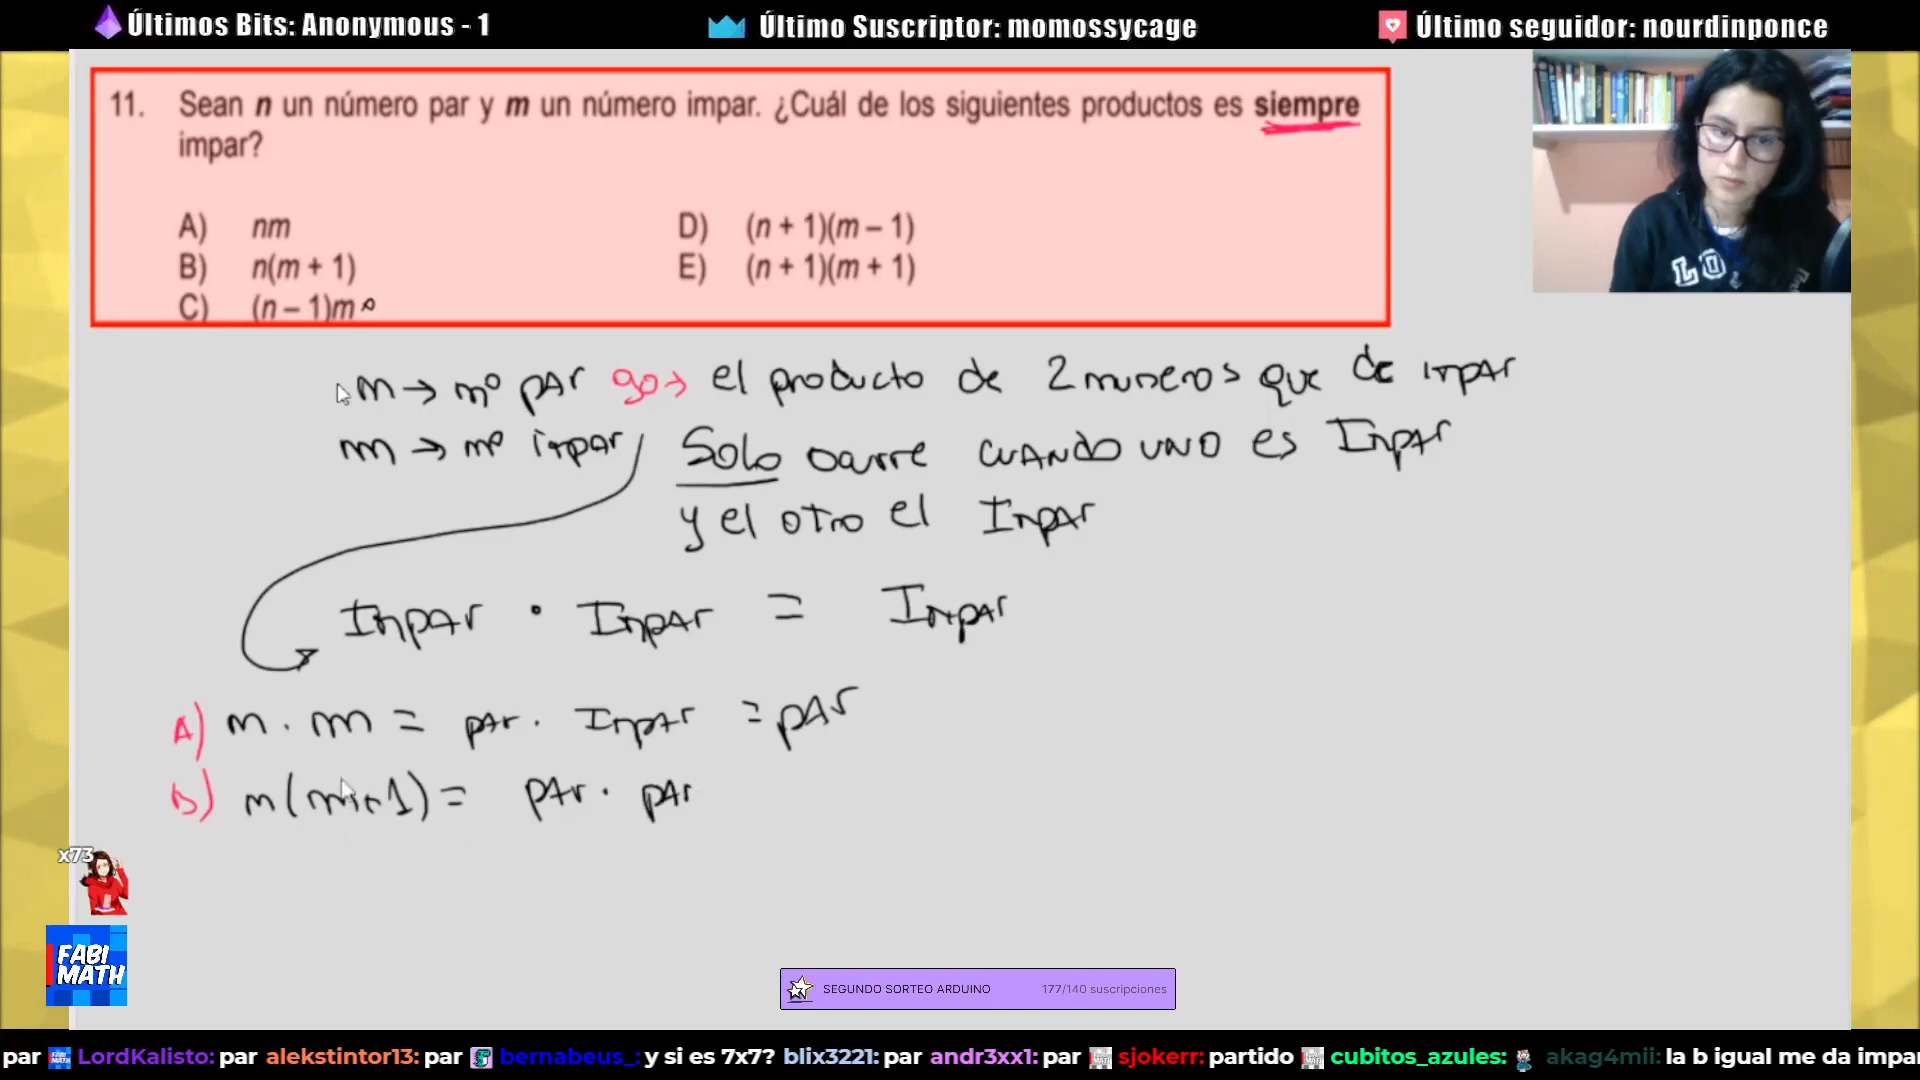 Últimos Bits: Anonymous - 1
Último Suscriptor: momossycage
Último seguidor: nourdinponce
11. Sean n un número par y m un número impar. ¿Cuál de los siguientes productos es siempre
impar?
A) nm
B) n(m + 1)
C) (n – 1)m
D) (n + 1)(m – 1)
E) (n + 1)(m + 1)
n → nº par go→ el producto de 2 numeros que de impar
m → nº impar Solo ocurre cuando uno es Impar
y el otro el Impar
Impar · Impar = Impar
A) n · m = par · Impar = par
B) n(m+1) = par · par
LO
x73
FABI
MATH
SEGUNDO SORTEO ARDUINO 177/140 suscripciones
par LordKalisto: par alekstintor13: par bernabeus_: y si es 7x7? blix3221: par andr3xx1: par sjokerr: partido cubitos_azules: akag4mii: la b igual me da impa